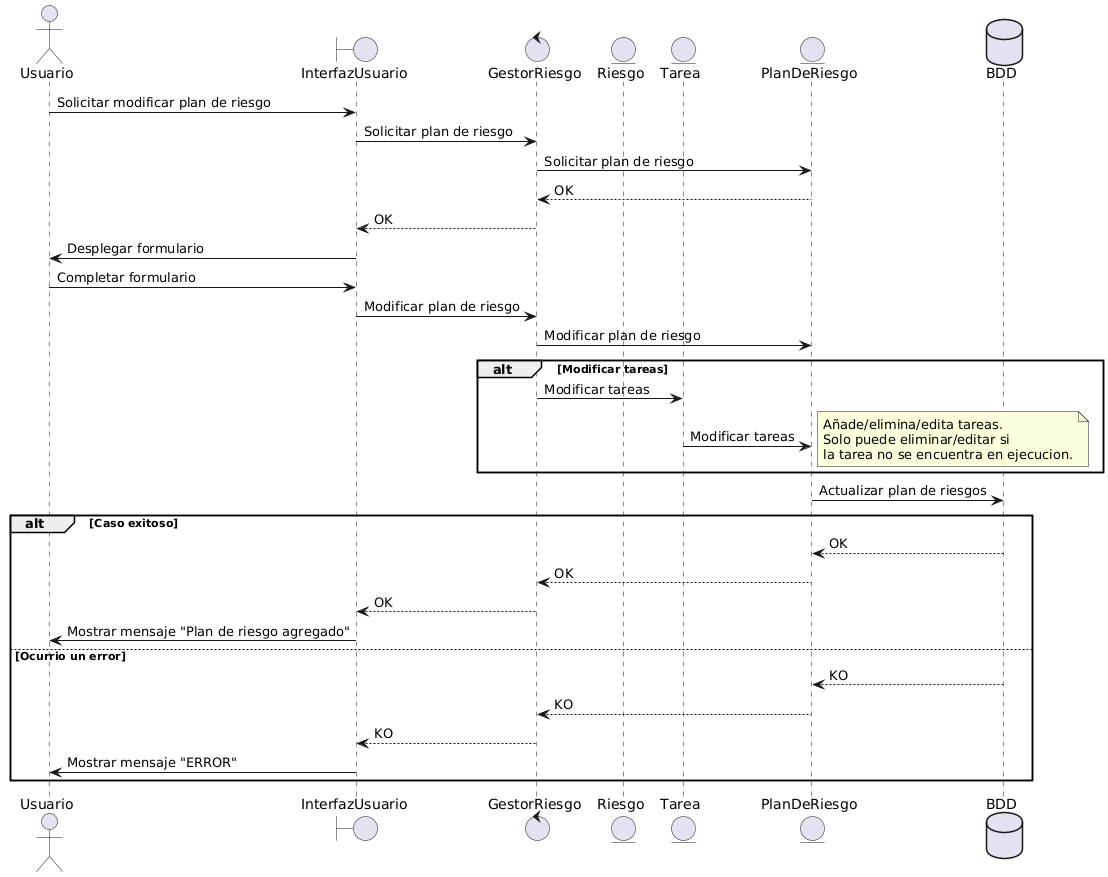 Usuario
InterfazUsuario
GestorRiesgo
Riesgo
Tarea
PlanDeRiesgo
BDD
Solicitar modificar plan de riesgo
Solicitar plan de riesgo
Solicitar plan de riesgo
OK
OK
Desplegar formulario
Completar formulario
Modificar plan de riesgo
Modificar plan de riesgo
alt
[Modificar tareas]
Modificar tareas
Modificar tareas
Añade/elimina/edita tareas.
Solo puede eliminar/editar si
la tarea no se encuentra en ejecucion.
Actualizar plan de riesgos
alt
[Caso exitoso]
OK
OK
OK
Mostrar mensaje "Plan de riesgo agregado"
[Ocurrio un error]
KO
KO
KO
Mostrar mensaje "ERROR"
Usuario
InterfazUsuario
GestorRiesgo
Riesgo
Tarea
PlanDeRiesgo
BDD